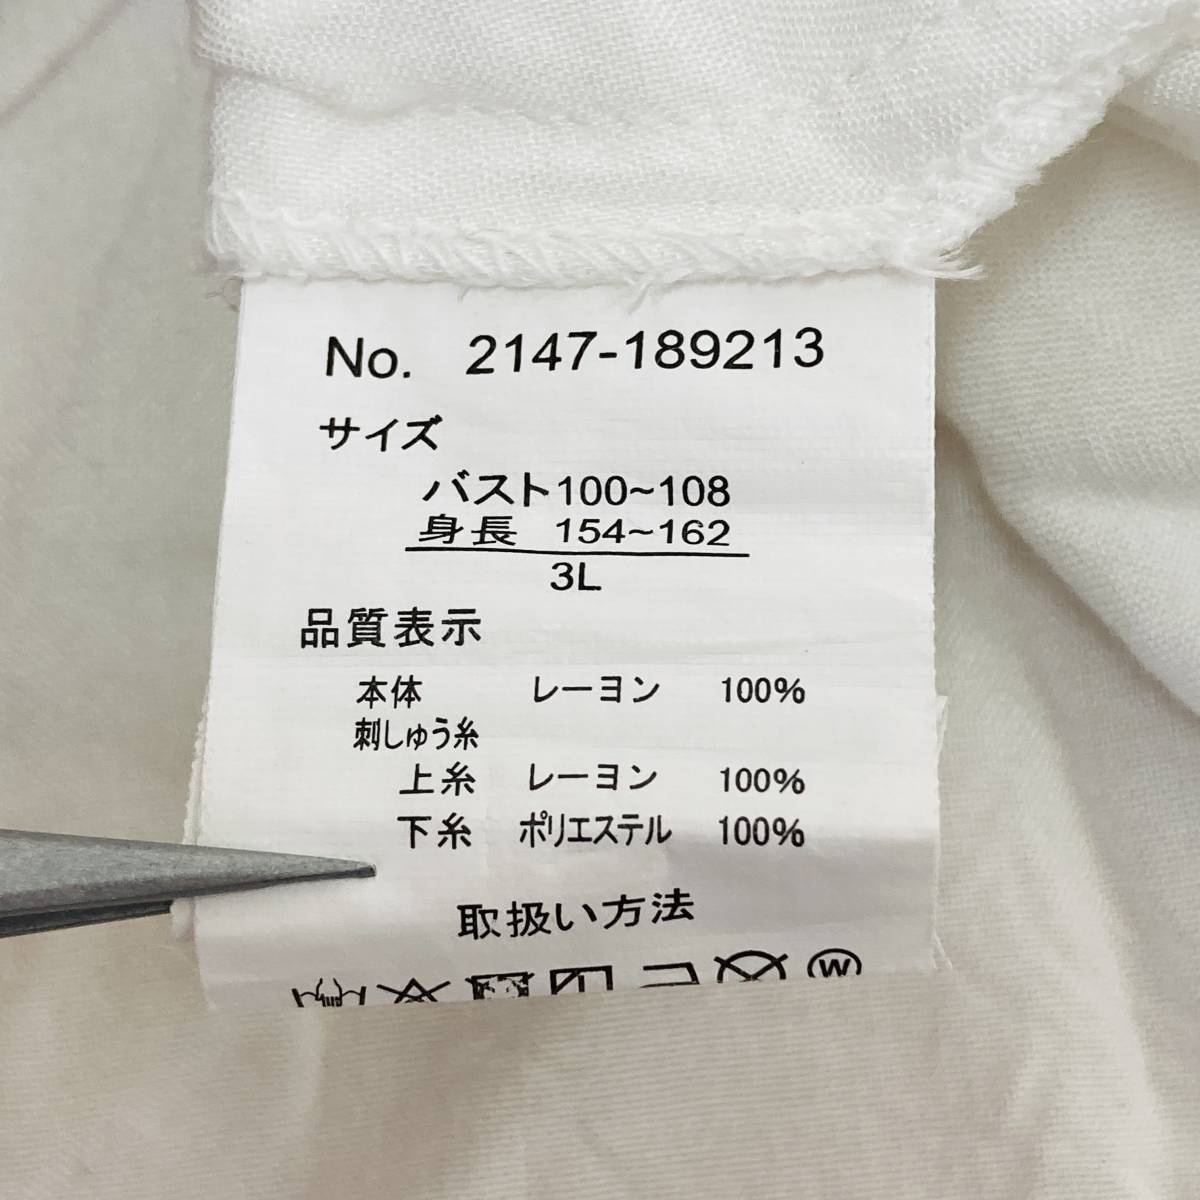 No. 2147-189213
サイズ
バスト100~108
身長 154~162
3L
品質表示
本体 レーヨン 100%
刺しゅう糸
上糸 レーヨン 100%
下糸 ポリエステル 100%
取扱い方法
W